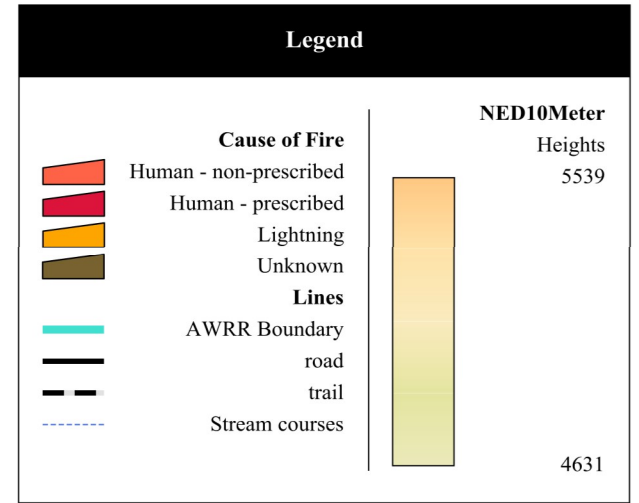 Legend
Cause of Fire
Human - non-prescribed
Human - prescribed
Lightning
Unknown
Lines
AWRR Boundary
road
trail
Stream courses
NED10Meter
Heights
5539
4631